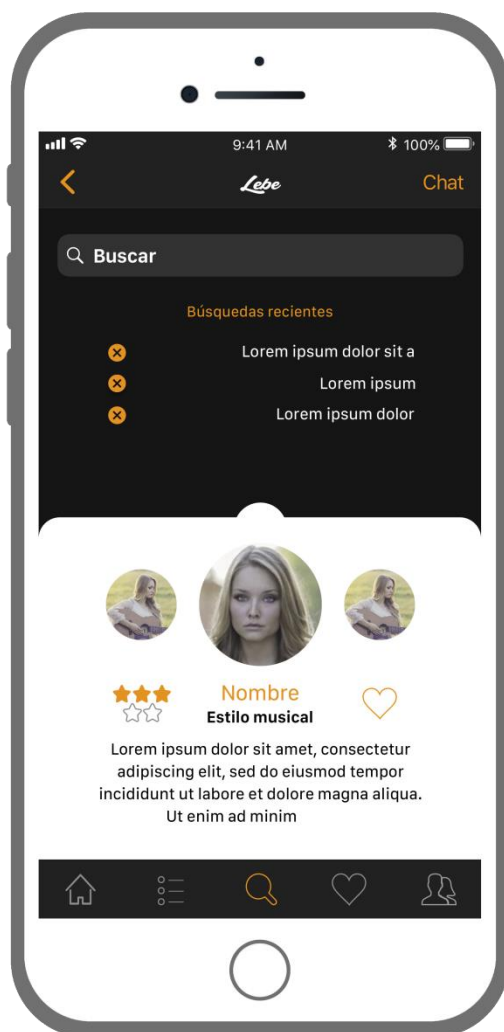 9:41 AM
100%
Lebe
Chat
Buscar
Búsquedas recientes
Lorem ipsum dolor sit a
Lorem ipsum
Lorem ipsum dolor
Nombre
Estilo musical
Lorem ipsum dolor sit amet, consectetur
adipiscing elit, sed do eiusmod tempor
incididunt ut labore et dolore magna aliqua.
Ut enim ad minim